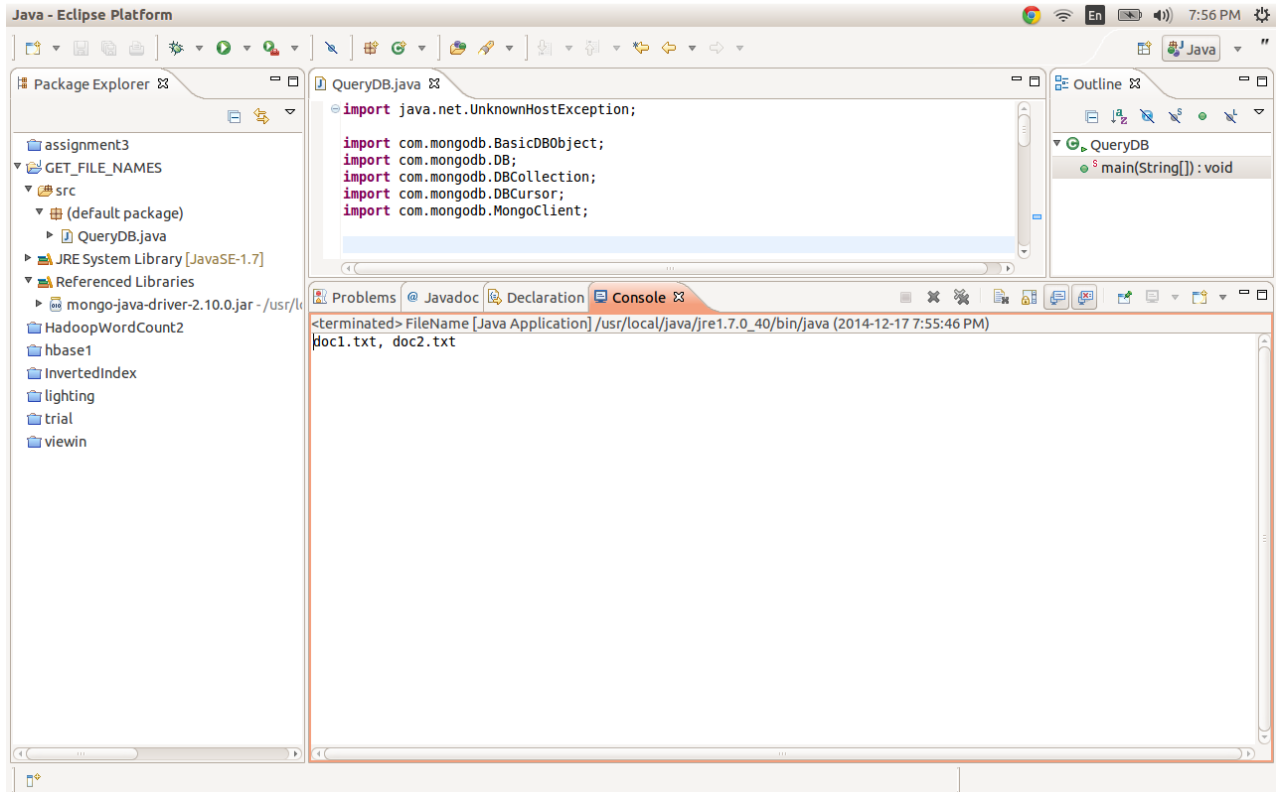 Java - Eclipse Platform
En
7:56 PM
Java
"
Package Explorer
assignment3
GET_FILE_NAMES
src
(default package)
QueryDB.java
JRE System Library [JavaSE-1.7]
Referenced Libraries
mongo-java-driver-2.10.0.jar - /usr/l
HadoopWordCount2
hbase1
InvertedIndex
lighting
trial
viewin
QueryDB.java
import java.net.UnknownHostException;
import com.mongodb.BasicDBObject;
import com.mongodb.DB;
import com.mongodb.DBCollection;
import com.mongodb.DBCursor;
import com.mongodb.MongoClient;
Outline
QueryDB
S main(String[]) : void
Problems @ Javadoc Declaration Console
<terminated> FileName [Java Application] /usr/local/java/jre1.7.0_40/bin/java (2014-12-17 7:55:46 PM)
doc1.txt, doc2.txt